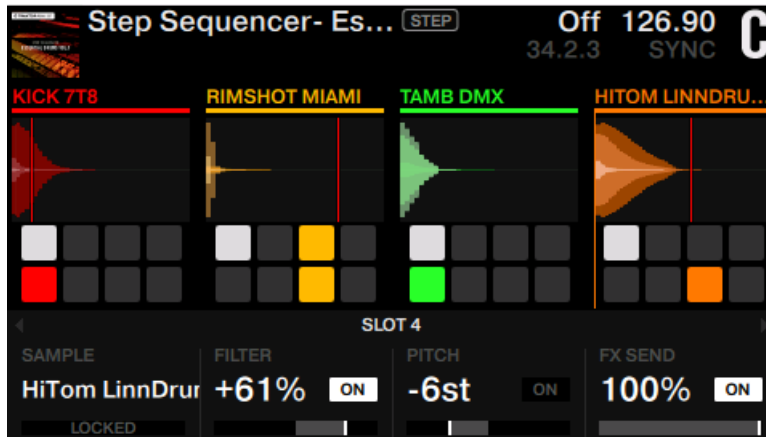 Step Sequencer- Es... STEP Off 126.90 C
34.2.3 SYNC
KICK 7T8 RIMSHOT MIAMI TAMB DMX HITOM LINNDRU...
SLOT 4
SAMPLE FILTER PITCH FX SEND
HiTom LinnDrur +61% ON -6st ON 100% ON
LOCKED